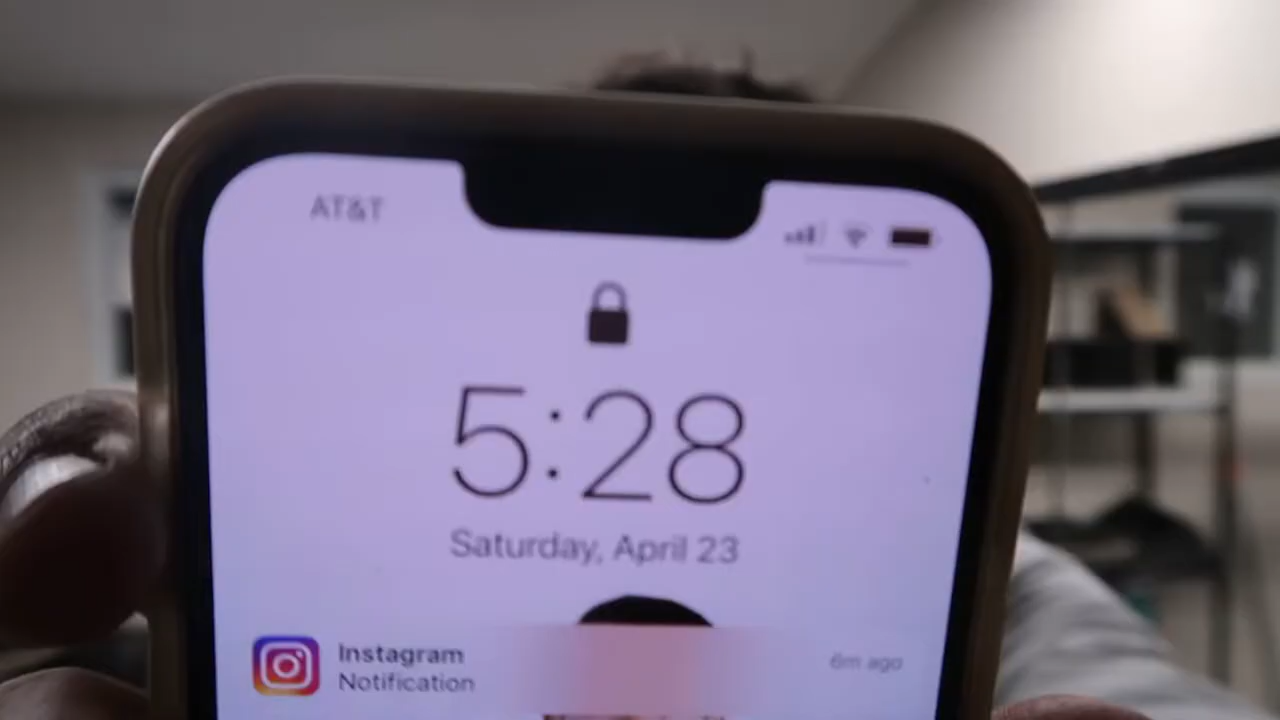 AT&T
5:28
Saturday, April 23
Instagram
6m ago
Notification